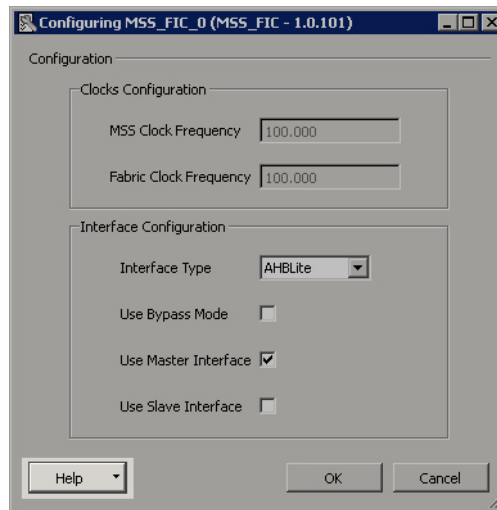 Configuring MSS_FIC_0 (MSS_FIC - 1.0.101)
Configuration
Clocks Configuration
MSS Clock Frequency 100.000
Fabric Clock Frequency 100.000
Interface Configuration
Interface Type AHBLite
Use Bypass Mode
Use Master Interface
Use Slave Interface
Help OK Cancel